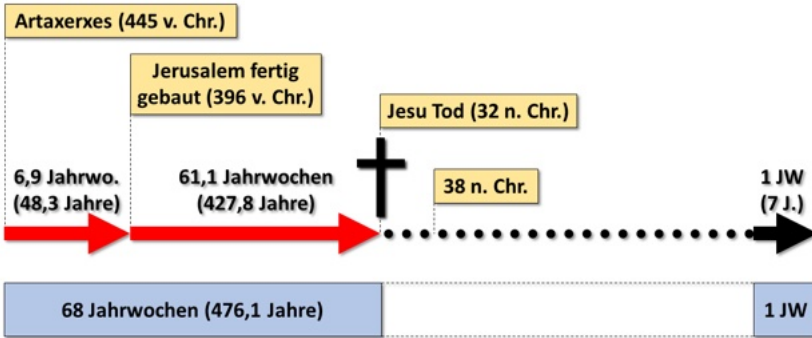 Artaxerxes (445 v. Chr.)
Jerusalem fertig
gebaut (396 v. Chr.)
Jesu Tod (32 n. Chr.)
6,9 Jahrwo.
(48,3 Jahre)
61,1 Jahrwochen
(427,8 Jahre)
38 n. Chr.
1 JW
(7 J.)
68 Jahrwochen (476,1 Jahre)
1 JW